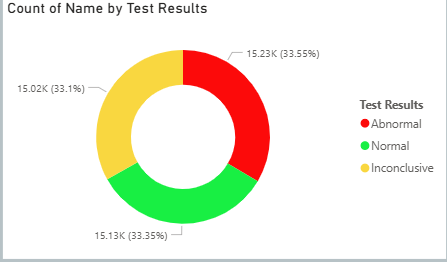 Count of Name by Test Results
15.23K (33.55%)
15.02K (33.1%)
Test Results
Abnormal
Normal
Inconclusive
15.13K (33.35%)